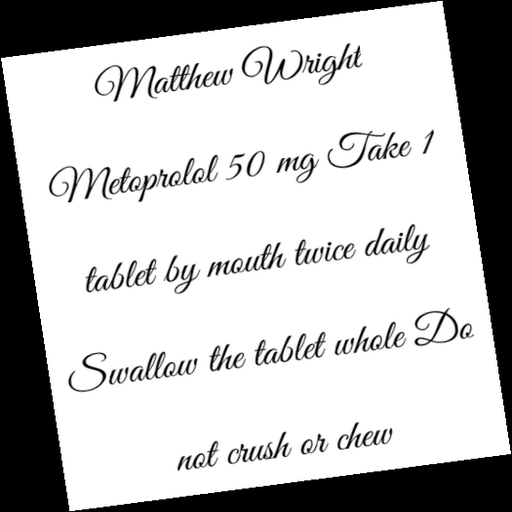 Matthew Wright
Metoprolol 50 mg Take 1
tablet by mouth twice daily
Swallow the tablet whole Do
not crush or chew